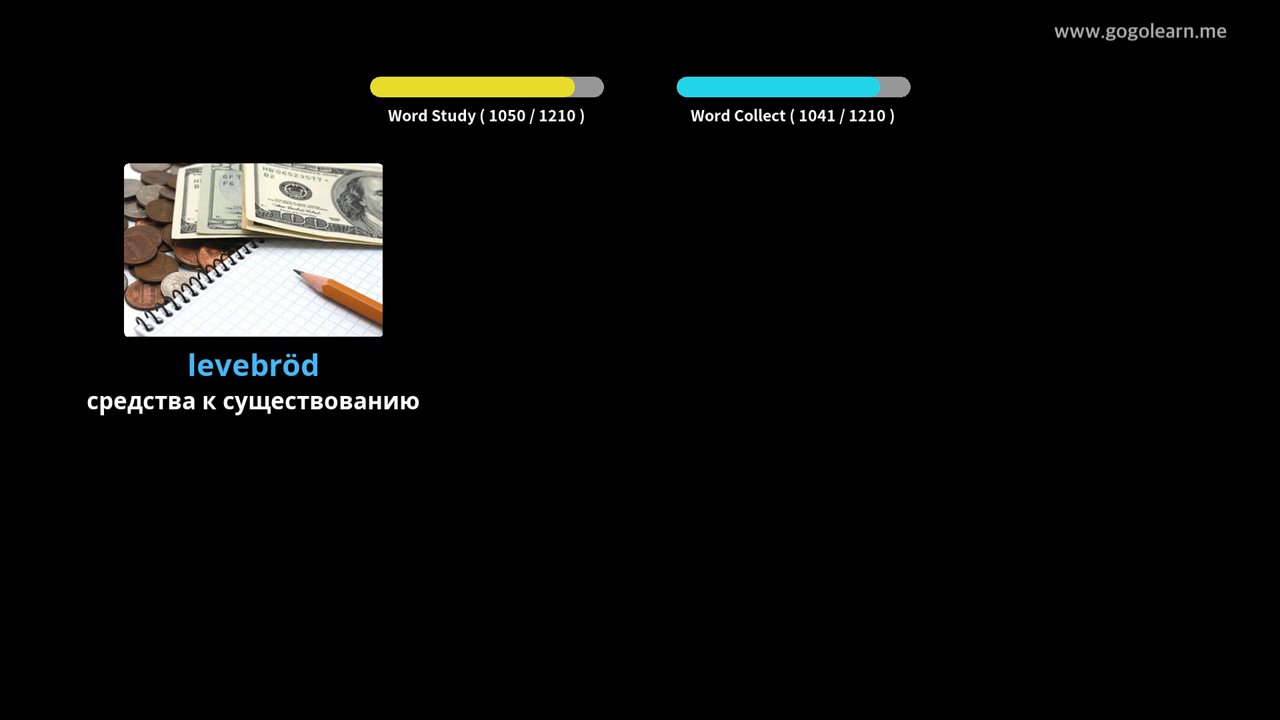 www.gogolearn.me
Word Study ( 1050 / 1210 )
Word Collect ( 1041 / 1210 )
levebröd
средства к существованию